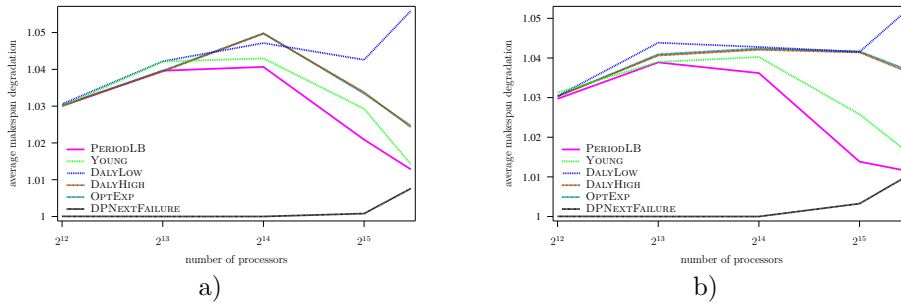 average makespan degradation
1.05
1.04
1.03
1.02
1.01
1
PERIODLB
YOUNG
DALYLOW
DALYHIGH
OPTEXP
DPNEXTFAILURE
2^12
2^13
2^14
2^15
number of processors
a)
average makespan degradation
1.05
1.04
1.03
1.02
1.01
1
PERIODLB
YOUNG
DALYLOW
DALYHIGH
OPTEXP
DPNEXTFAILURE
2^12
2^13
2^14
2^15
number of processors
b)